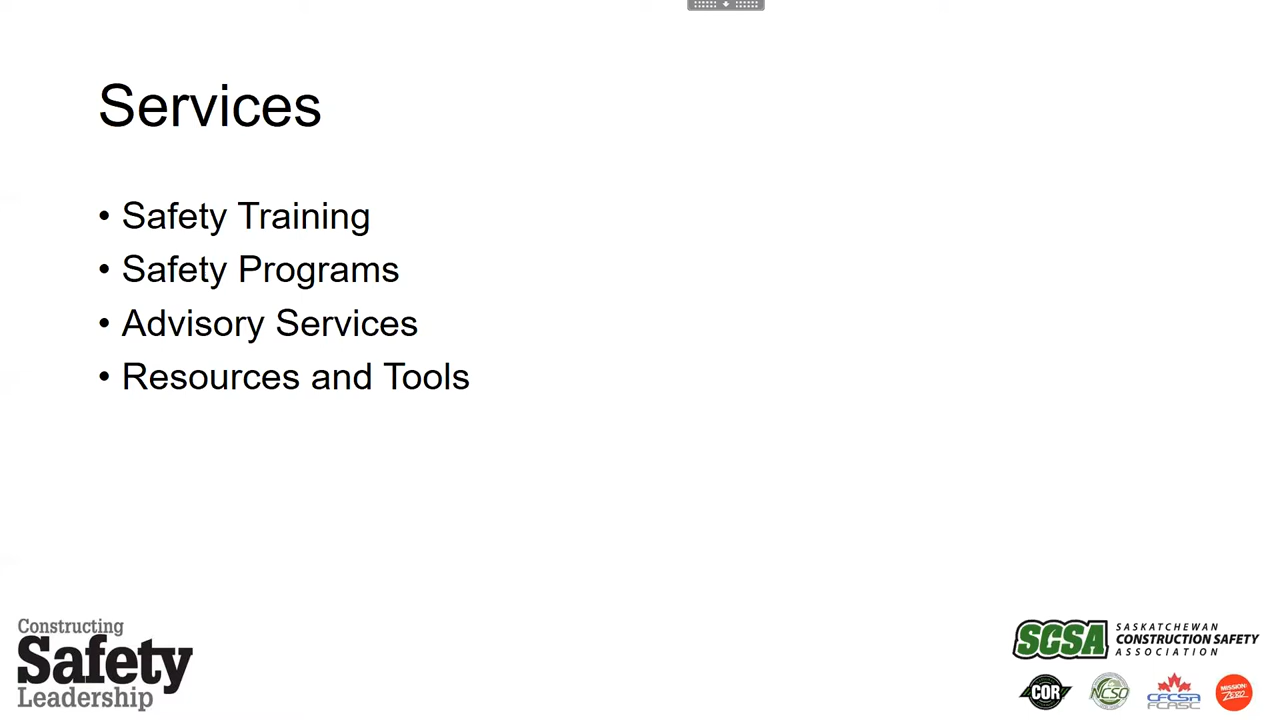 Services
• Safety Training
• Safety Programs
• Advisory Services
• Resources and Tools
Constructing
Safety
Leadership
SCSA
SASKATCHEWAN
CONSTRUCTION SAFETY
ASSOCIATION
COR
NCSO
CFCSA
FCASC
MISSION:
ZERO